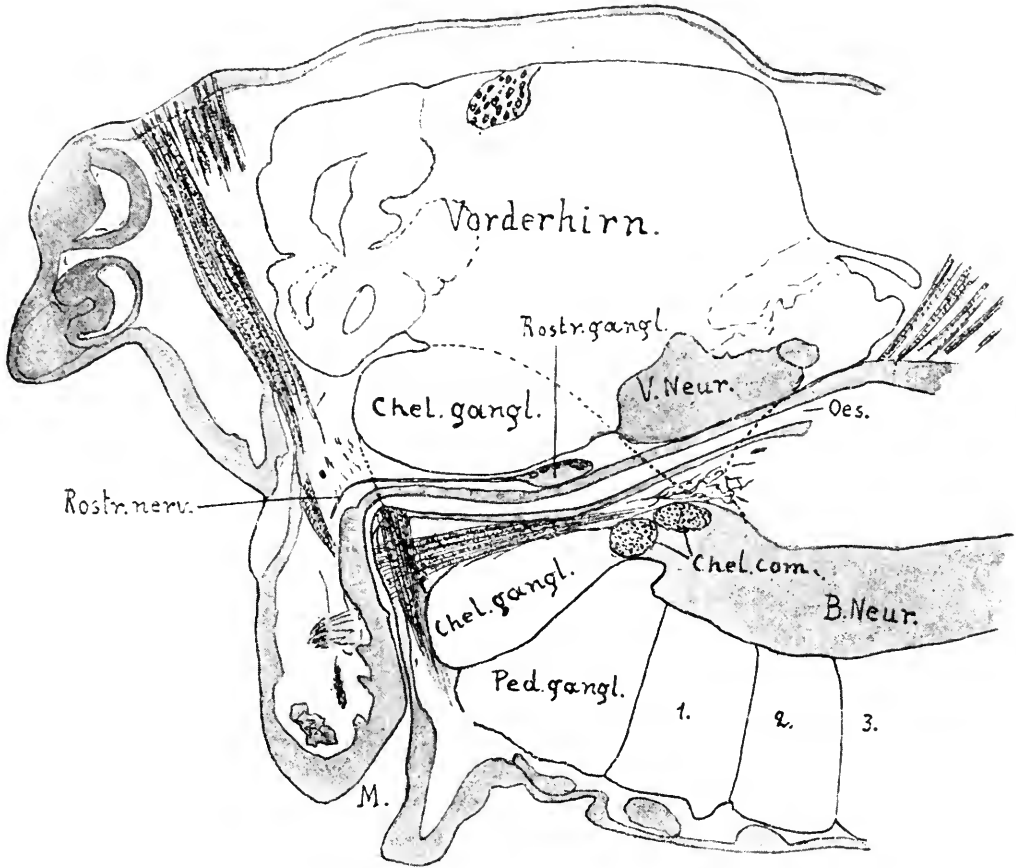 Vorderhirn.
Rostr.gangl.
V.Neur.
Chel.gangl.
Oes.
Rostr.nerv.
Chel.com.
Chel.gangl.
B.Neur.
Ped.gangl.
1.
2.
3.
M.